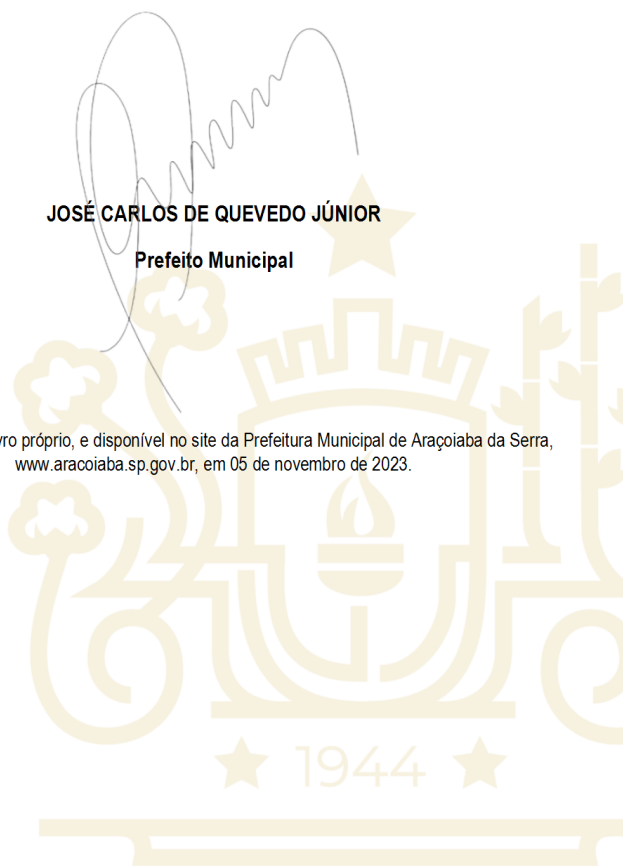 JOSÉ CARLOS DE QUEVEDO JÚNIOR
Prefeito Municipal
próprio, e disponível no site da Prefeitura Municipal de Araçoiaba da Serra,
www.aracoiaba.sp.gov.br, em 05 de novembro de 2023.
1944